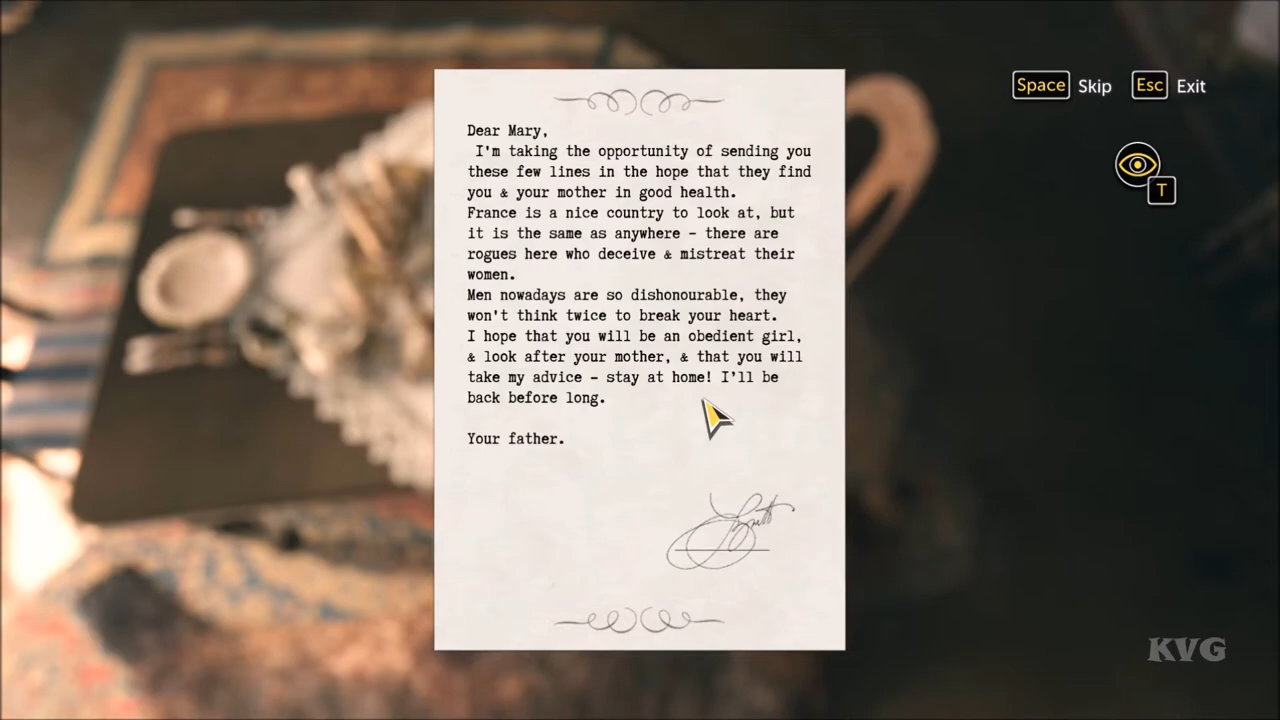 Space Skip Esc Exit
T
Dear Mary,
I'm taking the opportunity of sending you
these few lines in the hope that they find
you & your mother in good health.
France is a nice country to look at, but
it is the same as anywhere – there are
rogues here who deceive & mistreat their
women.
Men nowadays are so dishonourable, they
won't think twice to break your heart.
I hope that you will be an obedient girl,
& look after your mother, & that you will
take my advice – stay at home! I'll be
back before long.
Your father.
KVG